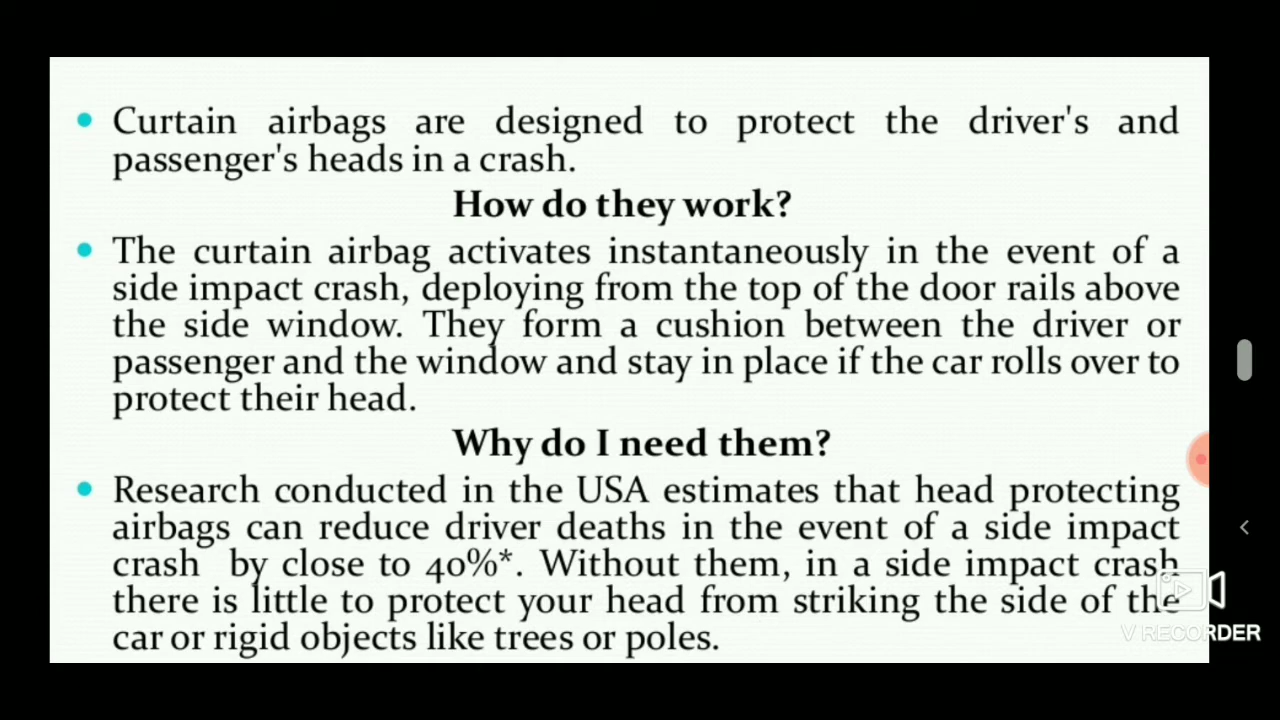 Curtain airbags are designed to protect the driver's and
passenger's heads in a crash.
How do they work?
The curtain airbag activates instantaneously in the event of a
side impact crash, deploying from the top of the door rails above
the side window. They form a cushion between the driver or
passenger and the window and stay in place if the car rolls over to
protect their head.
Why do I need them?
Research conducted in the USA estimates that head protecting
airbags can reduce driver deaths in the event of a side impact
crash by close to 40%*. Without them, in a side impact crash
there is little to protect your head from striking the side of the
car or rigid objects like trees or poles.
V RECORDER